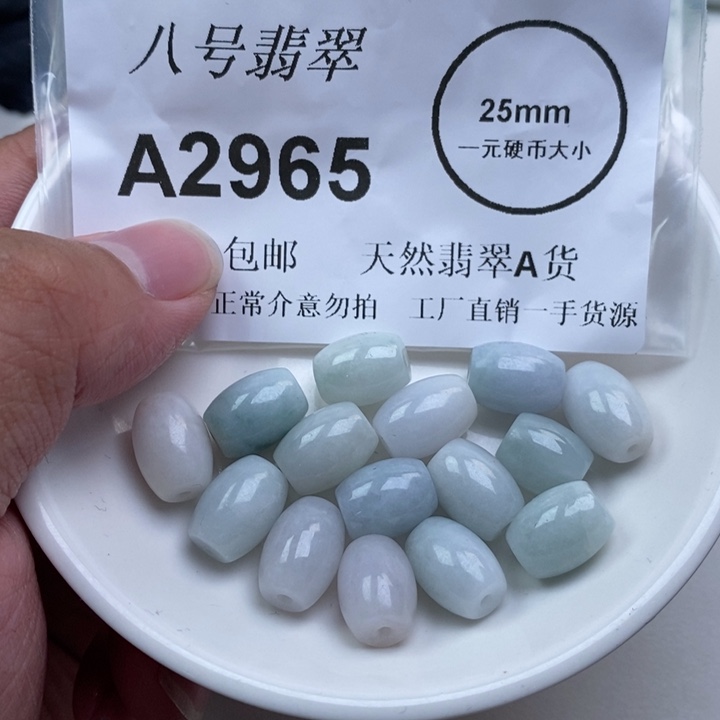 八号翡翠
A2965
25mm
一元硬币大小
包邮 天然翡翠A货
正常介意勿拍 工厂直销一手货源